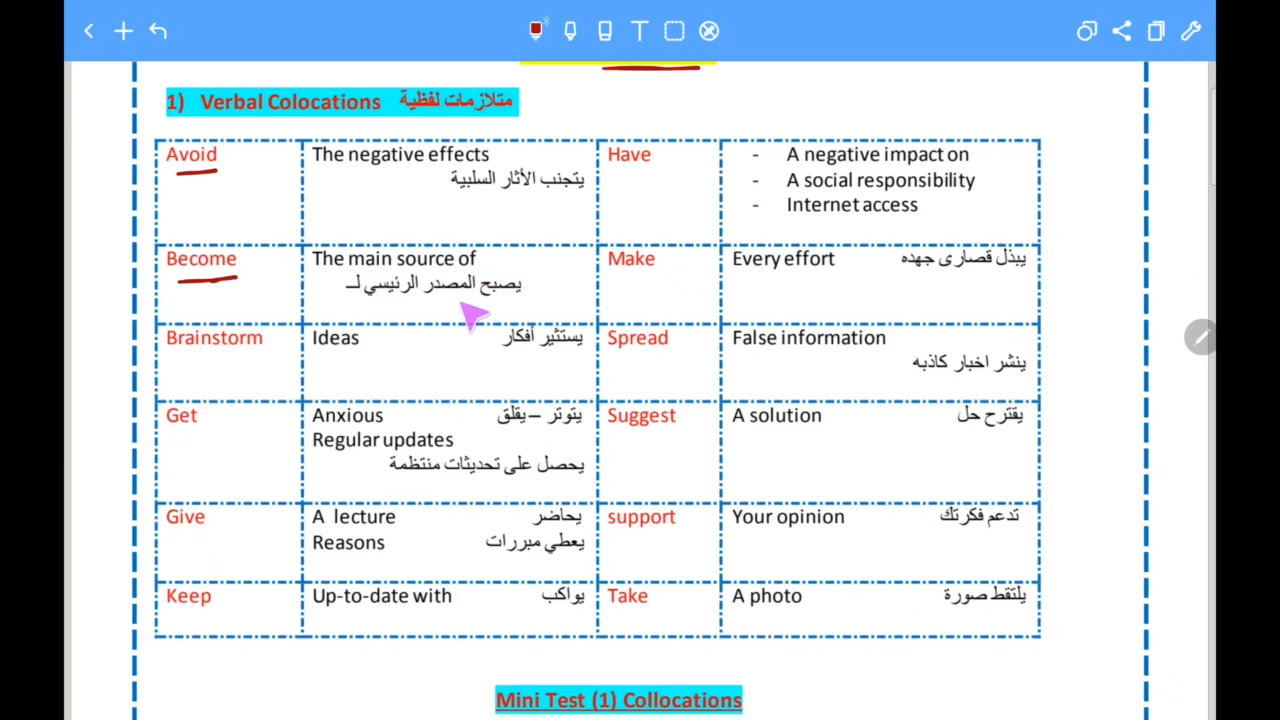 1) Verbal Colocations متلازمات لفظية
Avoid
The negative effects
يتجنب الأثار السلبية
Have
- A negative impact on
- A social responsibility
- Internet access
Become
The main source of
يصبح المصدر الرئيسي لــ
Make
Every effort يبذل قصارى جهده
Brainstorm
Ideas يستثير أفكار
Spread
False information
ينشر اخبار كاذبه
Get
Anxious يتوتر – يقلق
Regular updates
يحصل على تحديثات منتظمة
Suggest
A solution يقترح حل
Give
A lecture يحاضر
Reasons يعطي مبررات
support
Your opinion تدعم فكرتك
Keep
Up-to-date with يواكب
Take
A photo يلتقط صورة
Mini Test (1) Collocations